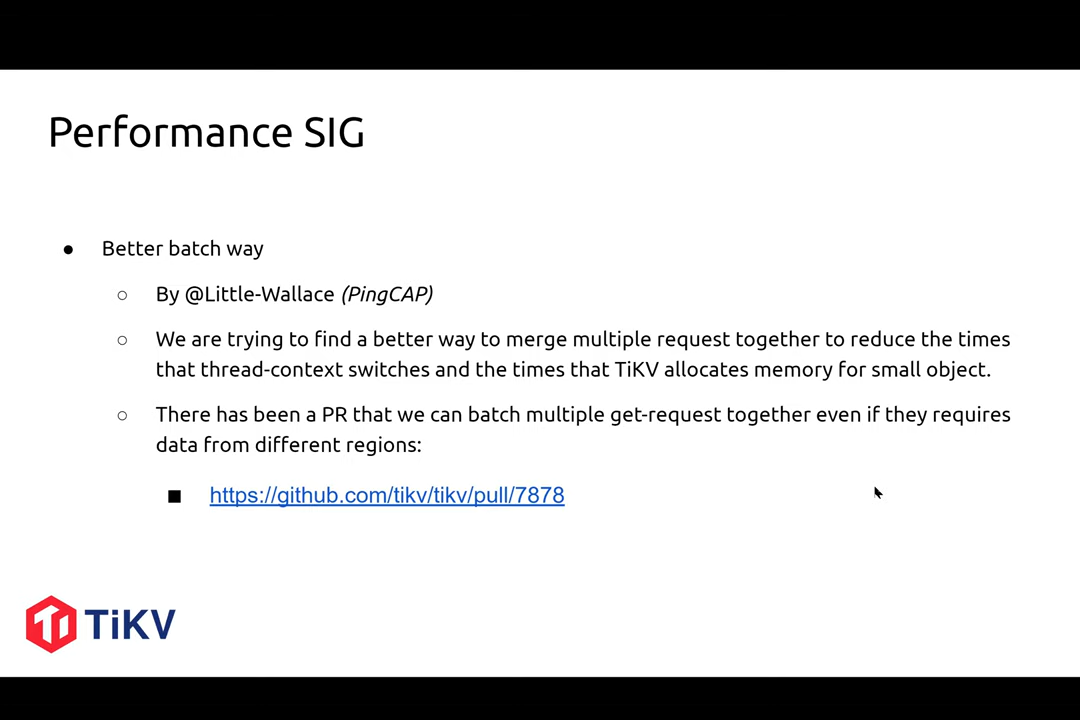 Performance SIG
Better batch way
By @Little-Wallace (PingCAP)
We are trying to find a better way to merge multiple request together to reduce the times
that thread-context switches and the times that TiKV allocates memory for small object.
There has been a PR that we can batch multiple get-request together even if they requires
data from different regions:
https://github.com/tikv/tikv/pull/7878
TiKV